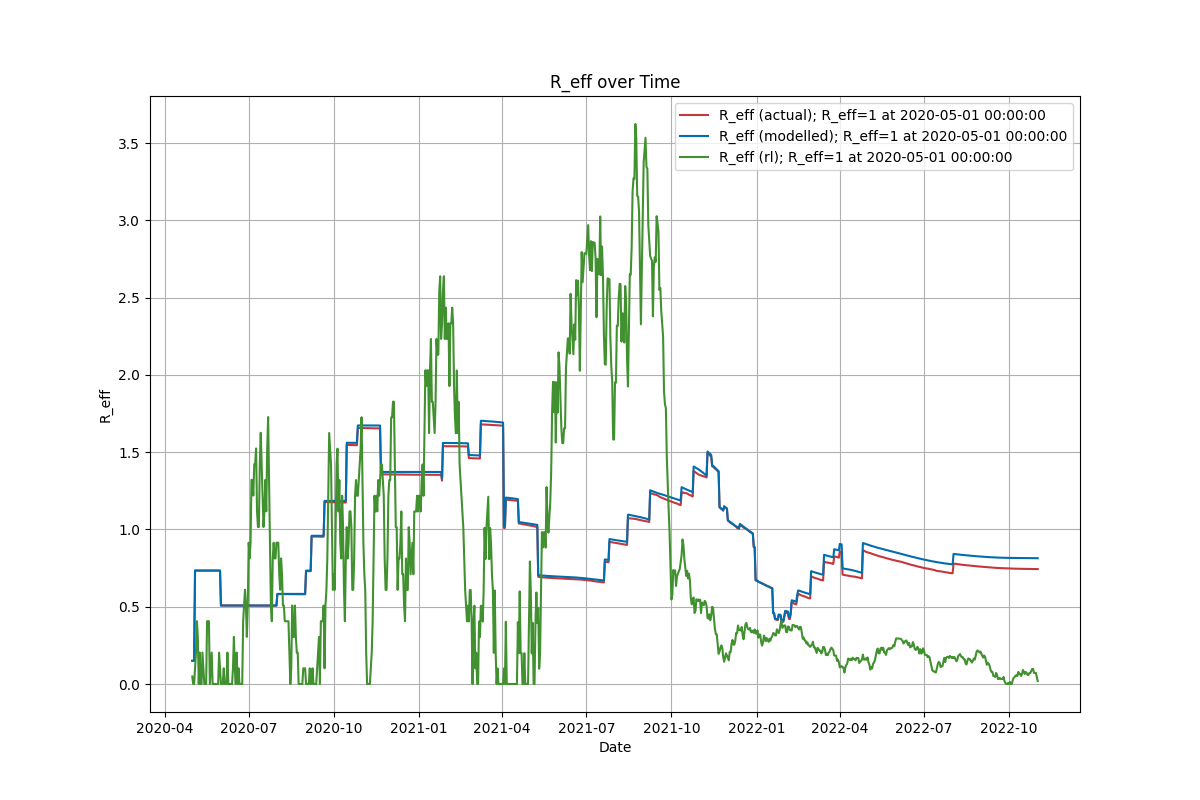 R_eff over Time
R_eff (actual); R_eff=1 at 2020-05-01 00:00:00
R_eff (modelled); R_eff=1 at 2020-05-01 00:00:00
R_eff (rl); R_eff=1 at 2020-05-01 00:00:00
R_eff
3.5
3.0
2.5
2.0
1.5
1.0
0.5
0.0
2020-04 2020-07 2020-10 2021-01 2021-04 2021-07 2021-10 2022-01 2022-04 2022-07 2022-10
Date